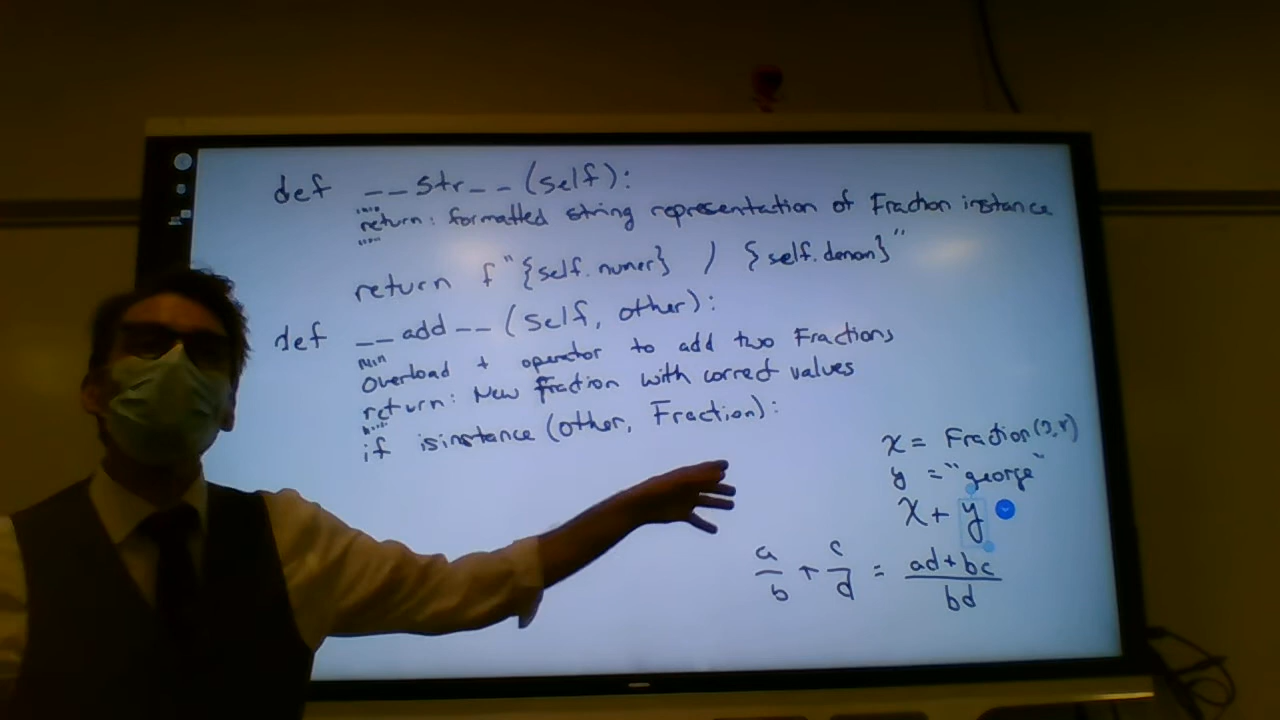 def __str__ (self):
"""
return: formatted string representation of Fraction instance
"""
return f"{self.numer} / {self.denom}"
def __add__ (self, other):
"""
Overload + operator to add two Fractions
return: New fraction with correct values
"""
if isinstance (other, Fraction):
x = Fraction(
y = "george"
x + y
a/b + c/d = ad+bc/bd